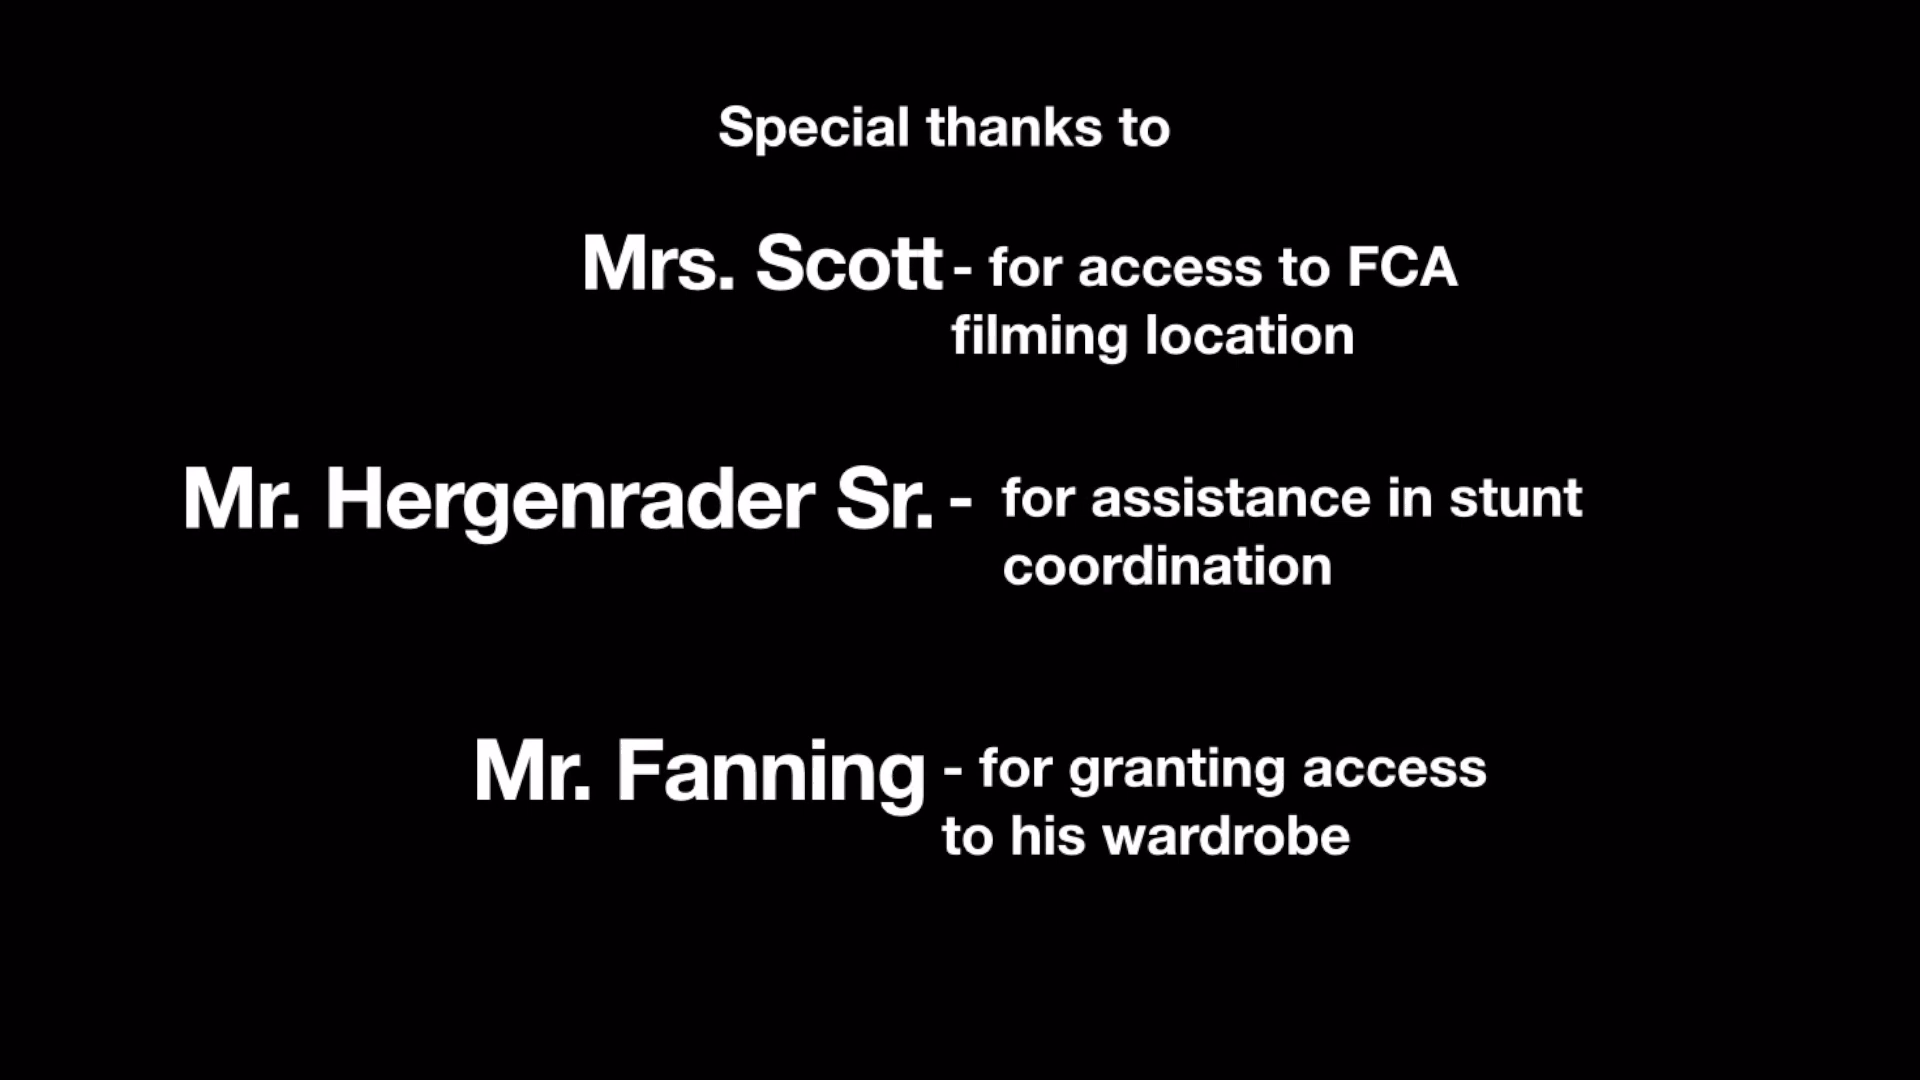 Special thanks to
Mrs. Scott - for access to FCA
filming location
Mr. Hergenrader Sr. - for assistance in stunt
coordination
Mr. Fanning - for granting access
to his wardrobe